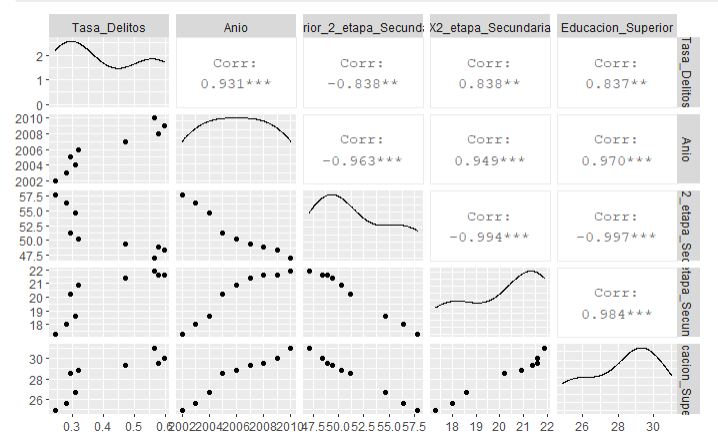 Tasa_Delitos Anio rior_2_etapa_Secund X2_etapa_Secundaria Educacion_Superior
Corr: Corr: Corr: Corr:
0.931*** -0.838** 0.838** 0.837**
Tasa_Delitos
2
1
0
Corr: Corr: Corr:
-0.963*** 0.949*** 0.970***
Anio
2010
2008
2006
2004
2002
Corr: Corr:
-0.994*** -0.997***
2_etapa_Sec
57.5
55.0
52.5
50.0
47.5
Corr:
0.984***
etapa_Secun
22
21
20
19
18
cacion_Supe
30
28
26
0.3 0.4 0.5 0.6 2002 2004 2006 2008 2010 47.5 50.0 52.5 55.0 57.5 18 19 20 21 22 26 28 30